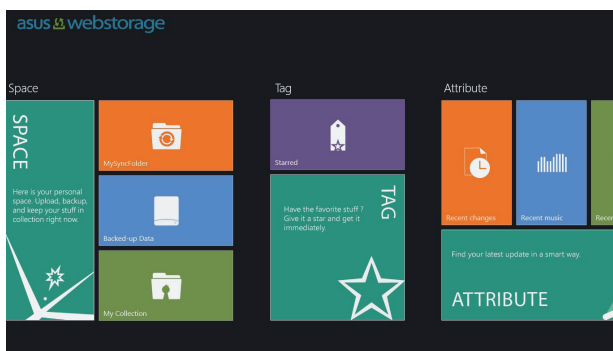 asus webstorage
Space
SPACE
Here is your personal
space. Upload, backup,
and keep your stuff in
collection right now.
MySyncFolder
Backed-up Data
My Collection
Tag
Starred
Have the favorite stuff ?
Give it a star and get it
immediately.
TAG
Attribute
Recent changes
Recent music
Recen
Find your latest update in a smart way.
ATTRIBUTE